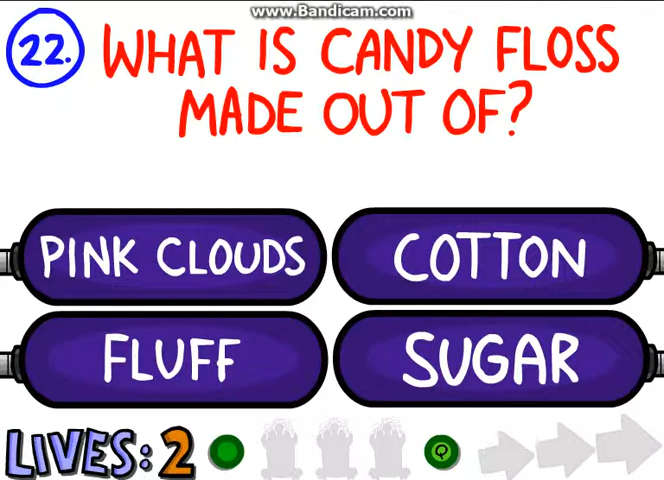 www.Bandicam.com
22. WHAT IS CANDY FLOSS
MADE OUT OF?
PINK CLOUDS
COTTON
FLUFF
SUGAR
LIVES: 2
Q